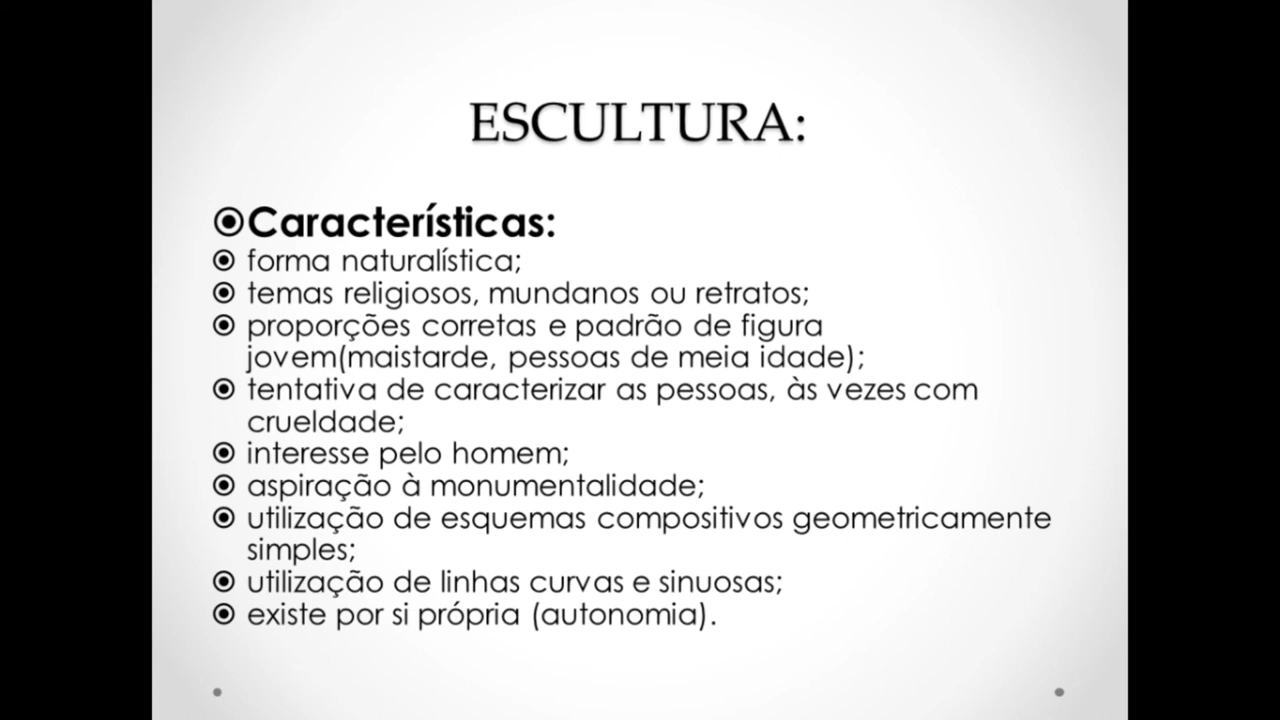 ESCULTURA:
Características:
forma naturalística;
temas religiosos, mundanos ou retratos;
proporções corretas e padrão de figura
jovem(maistarde, pessoas de meia idade);
tentativa de caracterizar as pessoas, às vezes com
crueldade;
interesse pelo homem;
aspiração à monumentalidade;
utilização de esquemas compositivos geometricamente
simples;
utilização de linhas curvas e sinuosas;
existe por si própria (autonomia).